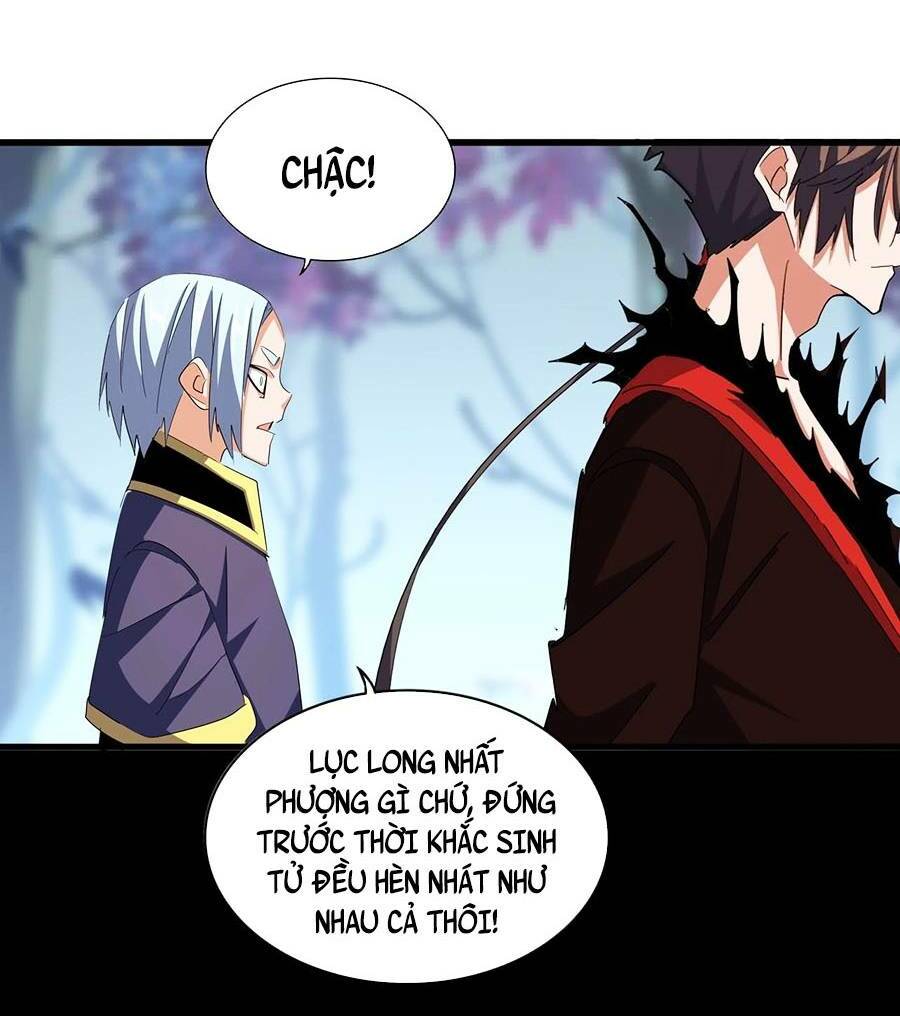 CHẬC!
LỤC LONG NHẤT
PHƯỢNG GÌ CHỨ, ĐỨNG
TRƯỚC THỜI KHẮC SINH
TỬ ĐỀU HÈN NHÁT NHƯ
NHAU CẢ THÔI!